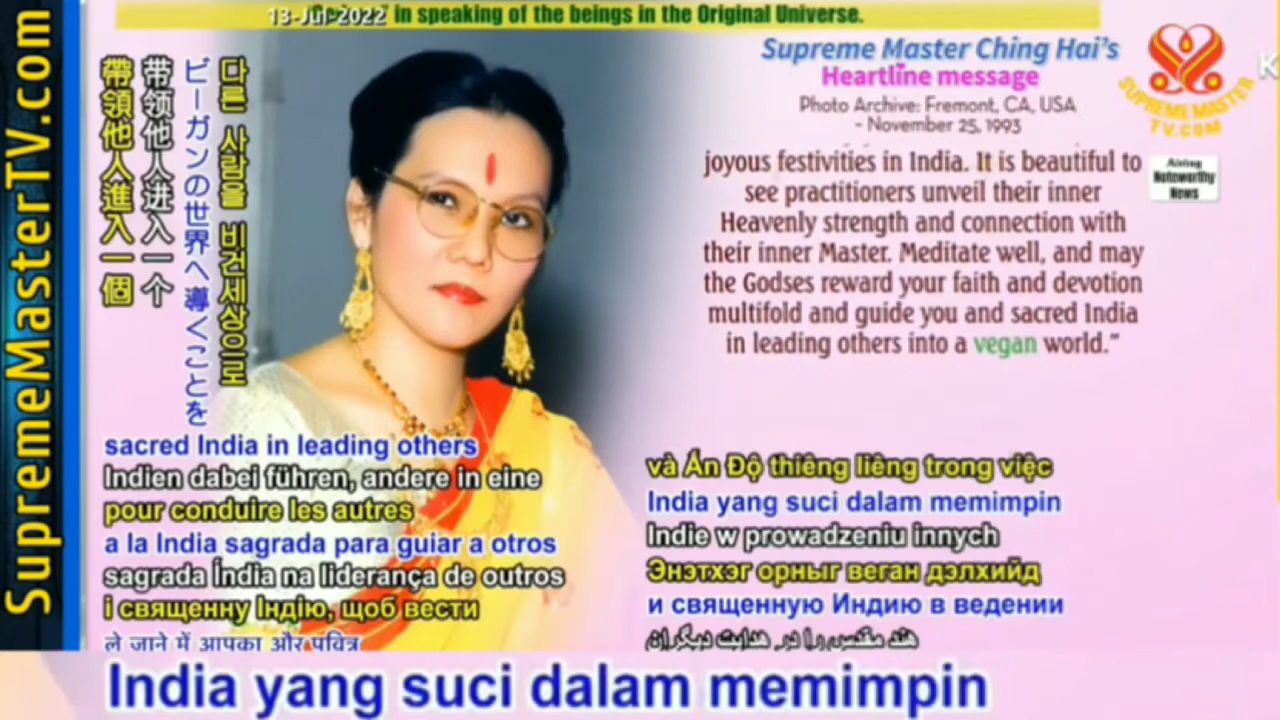 SupremeMasterTV.com
13-Jul-2022
in speaking of the beings in the Original Universe.
Supreme Master Ching Hai's
Heartline message
Photo Archive: Fremont, CA, USA
- November 25, 1993
SUPREME MASTER
TV.COM
K
Airing
Noteworthy
News
joyous festivities in India. It is beautiful to
see practitioners unveil their inner
Heavenly strength and connection with
their inner Master. Meditate well, and may
the Godses reward your faith and devotion
multifold and guide you and sacred India
in leading others into a vegan world."
帶領他人進入一個
带领他人进入一个
ビーガンの世界へ導くことを
다른 사람을 비건세상으로
sacred India in leading others
Indien dabei führen, andere in eine
pour conduire les autres
a la India sagrada para guiar a otros
sagrada Índia na liderança de outros
і священну Індію, щоб вести
ले जाने में आपका और पवित्र
và Ấn Độ thiêng liêng trong việc
India yang suci dalam memimpin
Indie w prowadzeniu innych
Энэтхэг орныг веган дэлхийд
и священную Индию в ведении
هند مقدس را در هدایت دیگران
India yang suci dalam memimpin